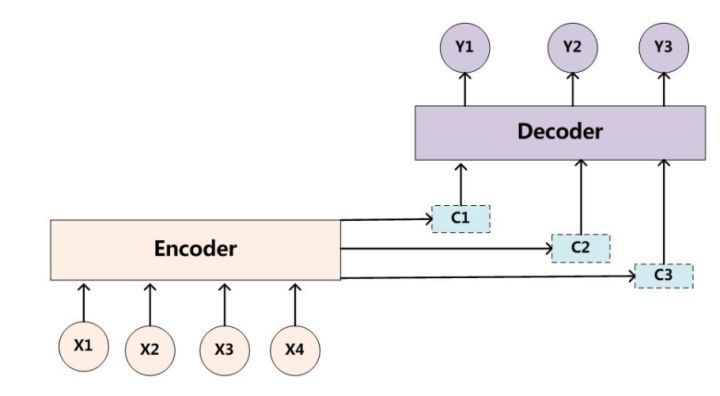 Y1 Y2 Y3
Decoder
C1
Encoder
C2
C3
X1 X2 X3 X4